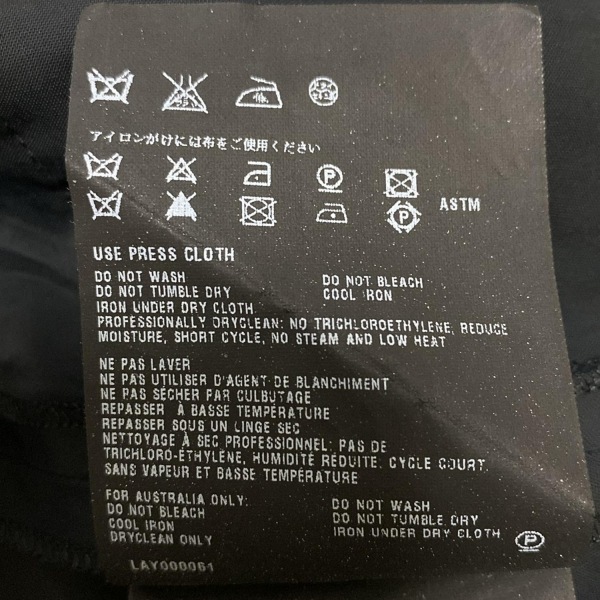 アイロンがけには布をご使用ください
P
ASTM
P
USE PRESS CLOTH
DO NOT WASH DO NOT BLEACH
DO NOT TUMBLE DRY COOL IRON
IRON UNDER DRY CLOTH
PROFESSIONALLY DRYCLEAN: NO TRICHLOROETHYLENE, REDUCE
MOISTURE, SHORT CYCLE, NO STEAM AND LOW HEAT
NE PAS LAVER
NE PAS UTILISER D'AGENT DE BLANCHIMENT
NE PAS SÉCHER PAR CULBUTAGE
REPASSER À BASSE TEMPÉRATURE
REPASSER SOUS UN LINGE SEC
NETTOYAGE À SEC PROFESSIONNEL: PAS DE
TRICHLORO-ÉTHYLÈNE, HUMIDITÉ RÉDUITE, CYCLE COURT,
SANS VAPEUR ET BASSE TEMPÉRATURE
FOR AUSTRALIA ONLY: DO NOT WASH
DO NOT BLEACH DO NOT TUMBLE DRY
COOL IRON IRON UNDER DRY CLOTH P
DRYCLEAN ONLY
LAY000061